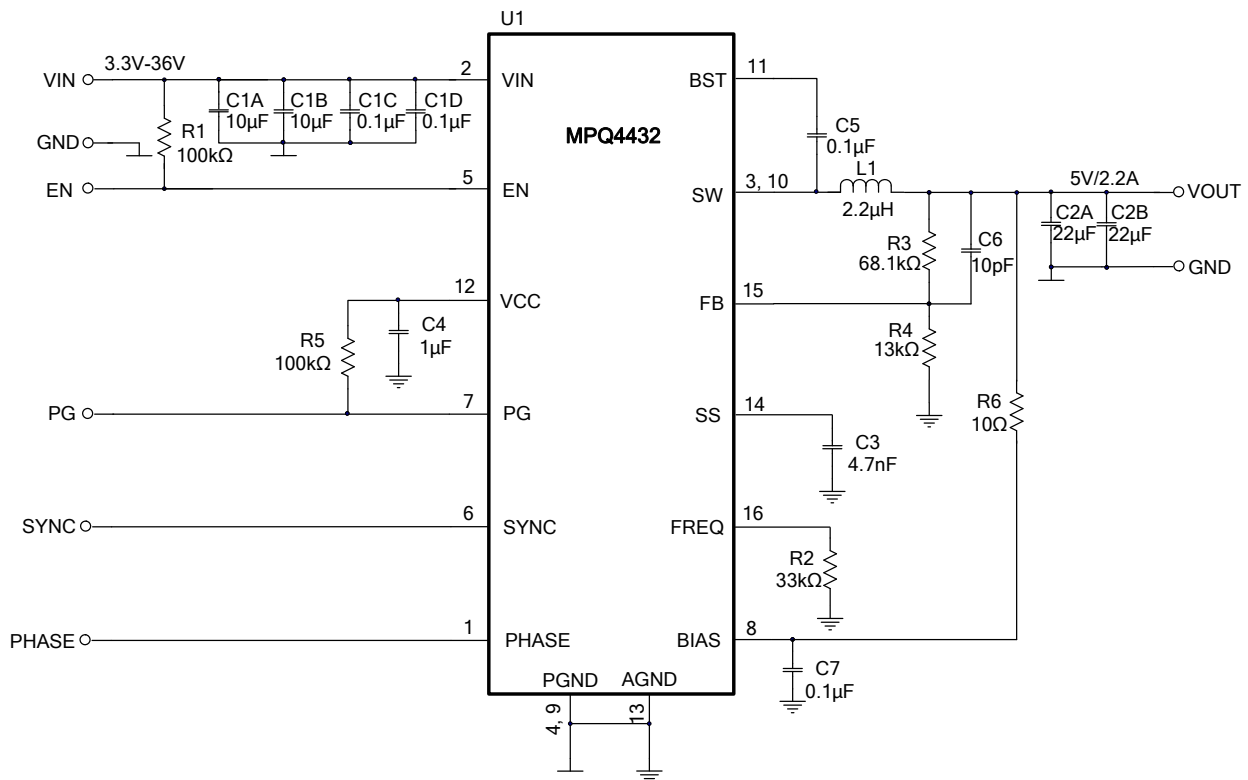 U1
VIN
3.3V-36V
2
VIN
BST
11
C1A
10µF
C1B
10µF
C1C
0.1µF
C1D
0.1µF
MPQ4432
GND
R1
100kΩ
C5
0.1µF
EN
5
EN
SW
3, 10
L1
2.2µH
5V/2.2A
VOUT
C2A
22µF
C2B
22µF
R3
68.1kΩ
C6
10pF
GND
12
VCC
FB
15
R5
100kΩ
C4
1µF
R4
13kΩ
PG
7
PG
SS
14
R6
10Ω
C3
4.7nF
SYNC
6
SYNC
FREQ
16
R2
33kΩ
PHASE
1
PHASE
BIAS
8
C7
0.1µF
PGND
AGND
4, 9
13